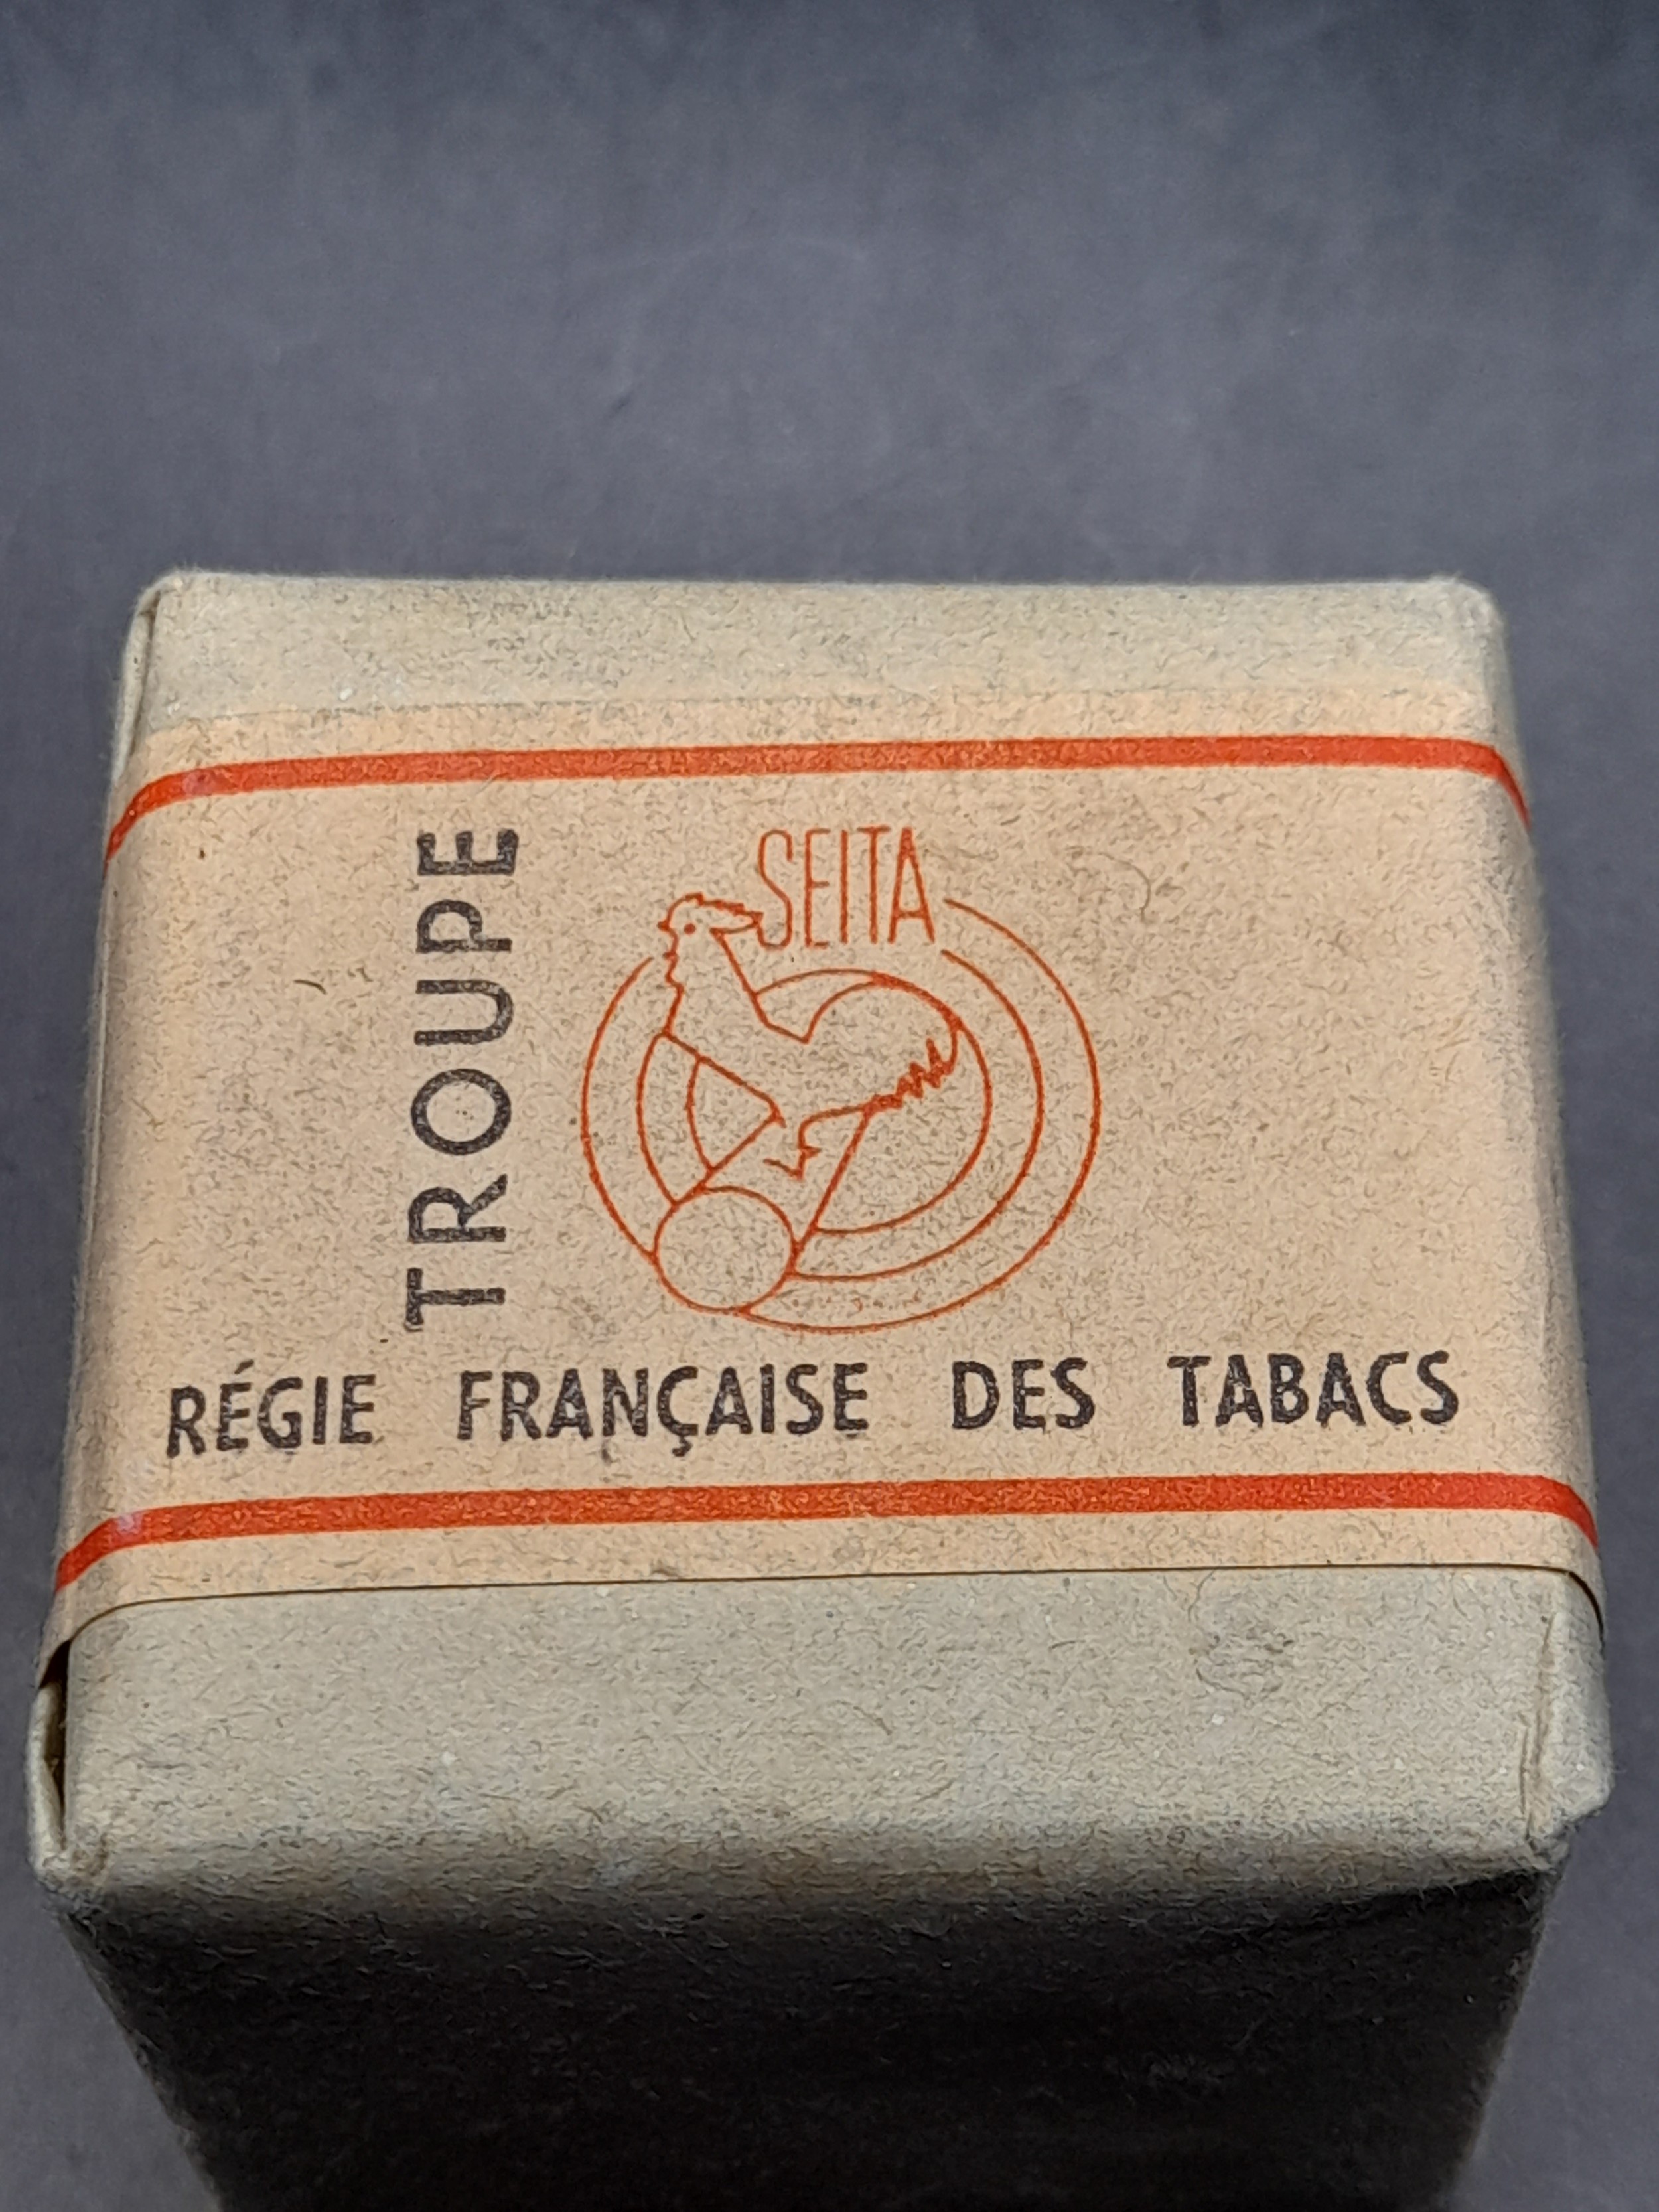 TROUPE
SEITA
RÉGIE FRANÇAISE DES TABACS